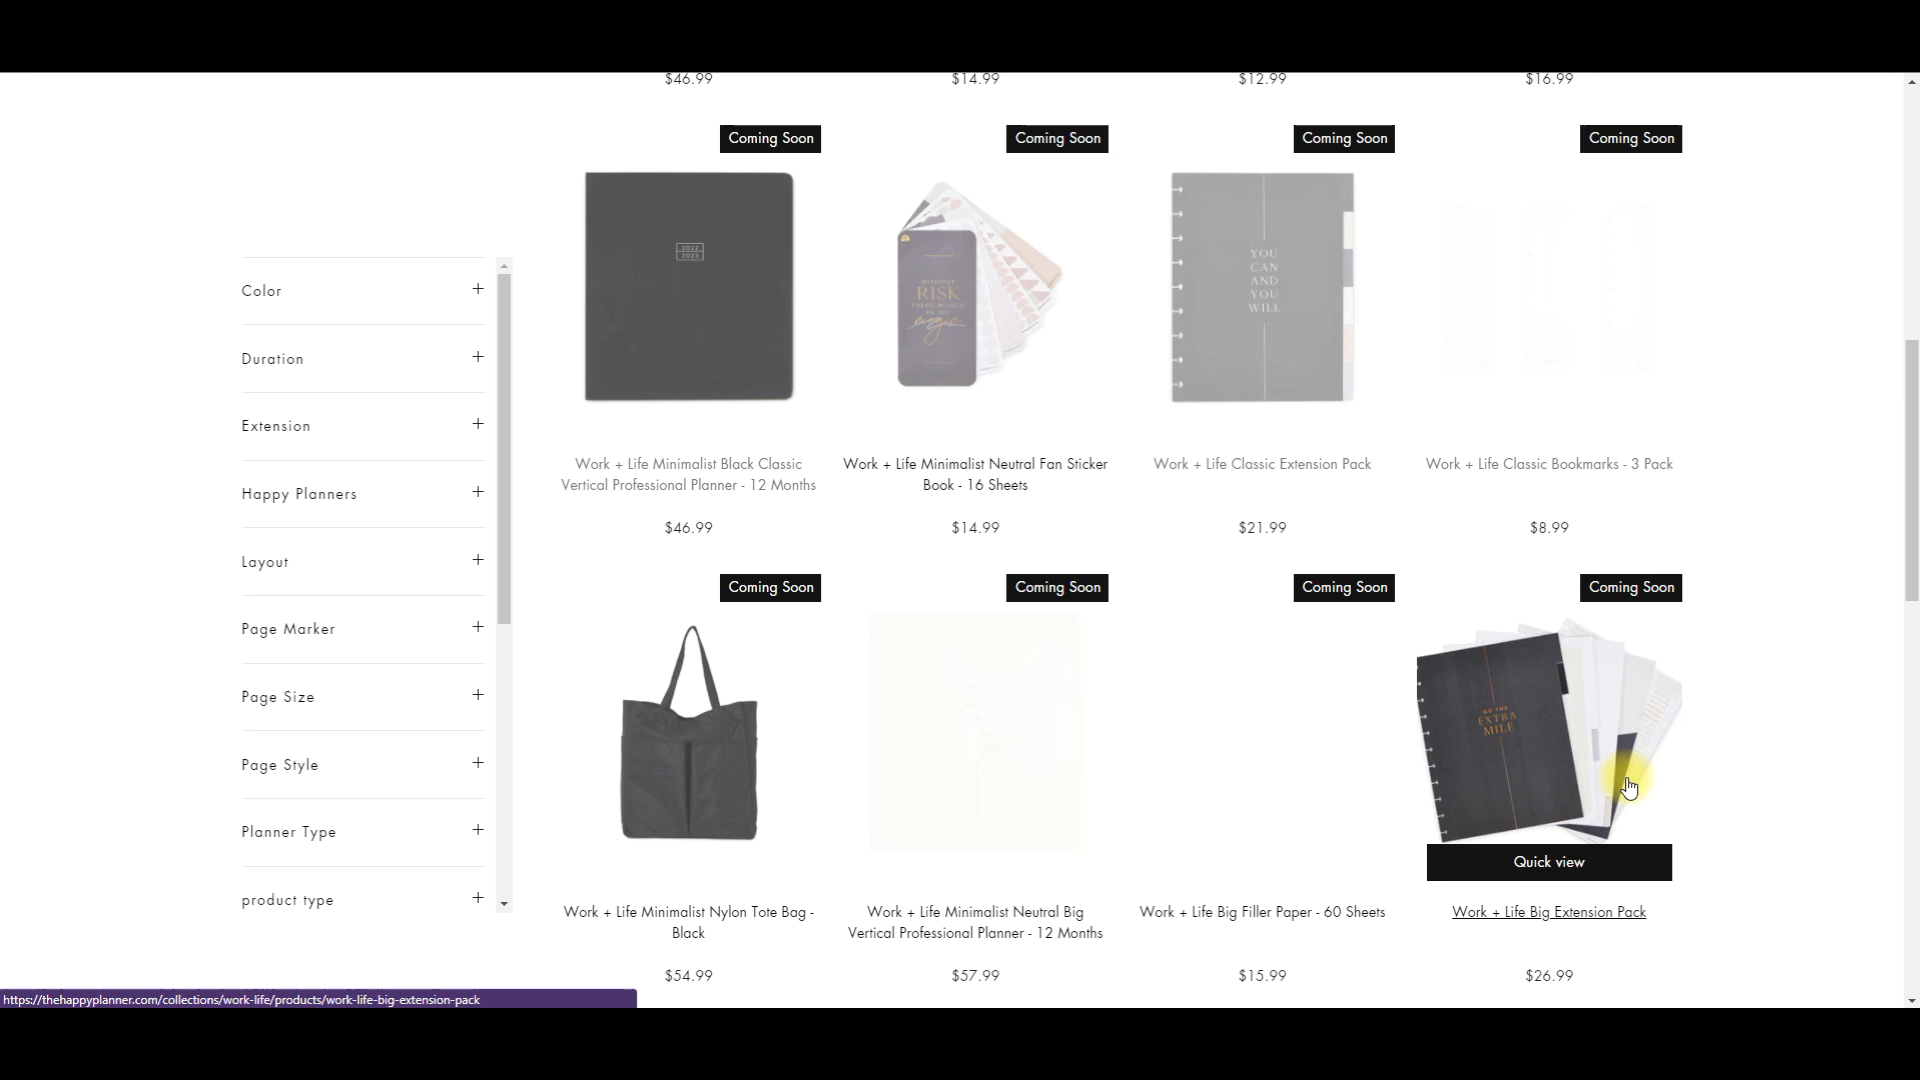 $46.99
$14.99
$12.99
$16.99
Coming Soon
Coming Soon
Coming Soon
Coming Soon
2022
2023
RISK
YOU
CAN
AND
YOU
WILL
Color
Duration
Extension
Happy Planners
Layout
Page Marker
Page Size
Page Style
Planner Type
product type
Work + Life Minimalist Black Classic
Vertical Professional Planner - 12 Months
$46.99
Work + Life Minimalist Neutral Fan Sticker
Book - 16 Sheets
$14.99
Work + Life Classic Extension Pack
$21.99
Work + Life Classic Bookmarks - 3 Pack
$8.99
Coming Soon
Coming Soon
Coming Soon
Coming Soon
GO THE
EXTRA
MILE
Quick view
Work + Life Minimalist Nylon Tote Bag -
Black
$54.99
Work + Life Minimalist Neutral Big
Vertical Professional Planner - 12 Months
$57.99
Work + Life Big Filler Paper - 60 Sheets
$15.99
Work + Life Big Extension Pack
$26.99
https://thehappyplanner.com/collections/work-life/products/work-life-big-extension-pack